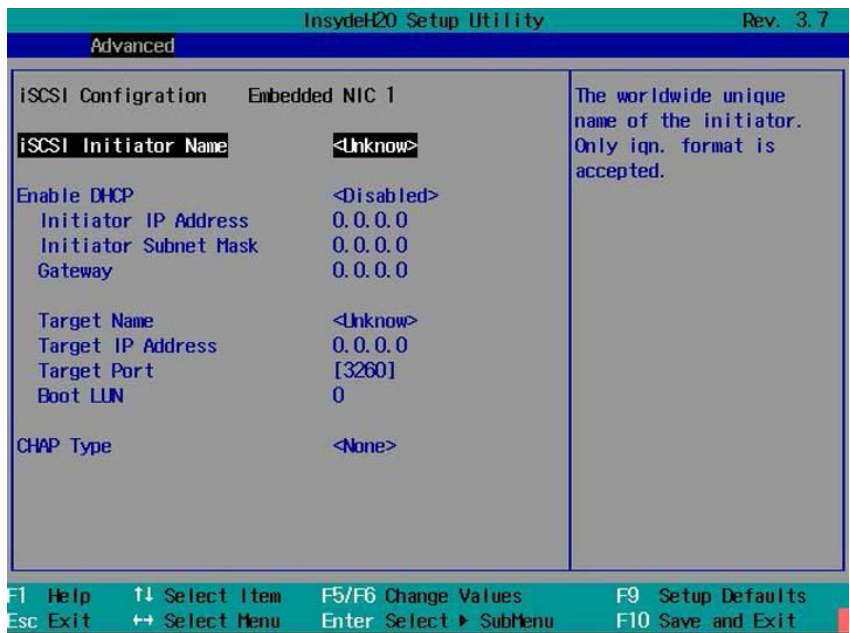 InsydeH20 Setup Utility Rev. 3.7
Advanced
iSCSI Configration Embedded NIC 1
iSCSI Initiator Name <Unknow>
Enable DHCP <Disabled>
Initiator IP Address 0.0.0.0
Initiator Subnet Mask 0.0.0.0
Gateway 0.0.0.0
Target Name <Unknow>
Target IP Address 0.0.0.0
Target Port [3260]
Boot LUN 0
CHAP Type <None>
The worldwide unique
name of the initiator.
Only iqn. format is
accepted.
F1 Help ↑↓ Select Item F5/F6 Change Values F9 Setup Defaults
Esc Exit ↔ Select Menu Enter Select ▶ SubMenu F10 Save and Exit